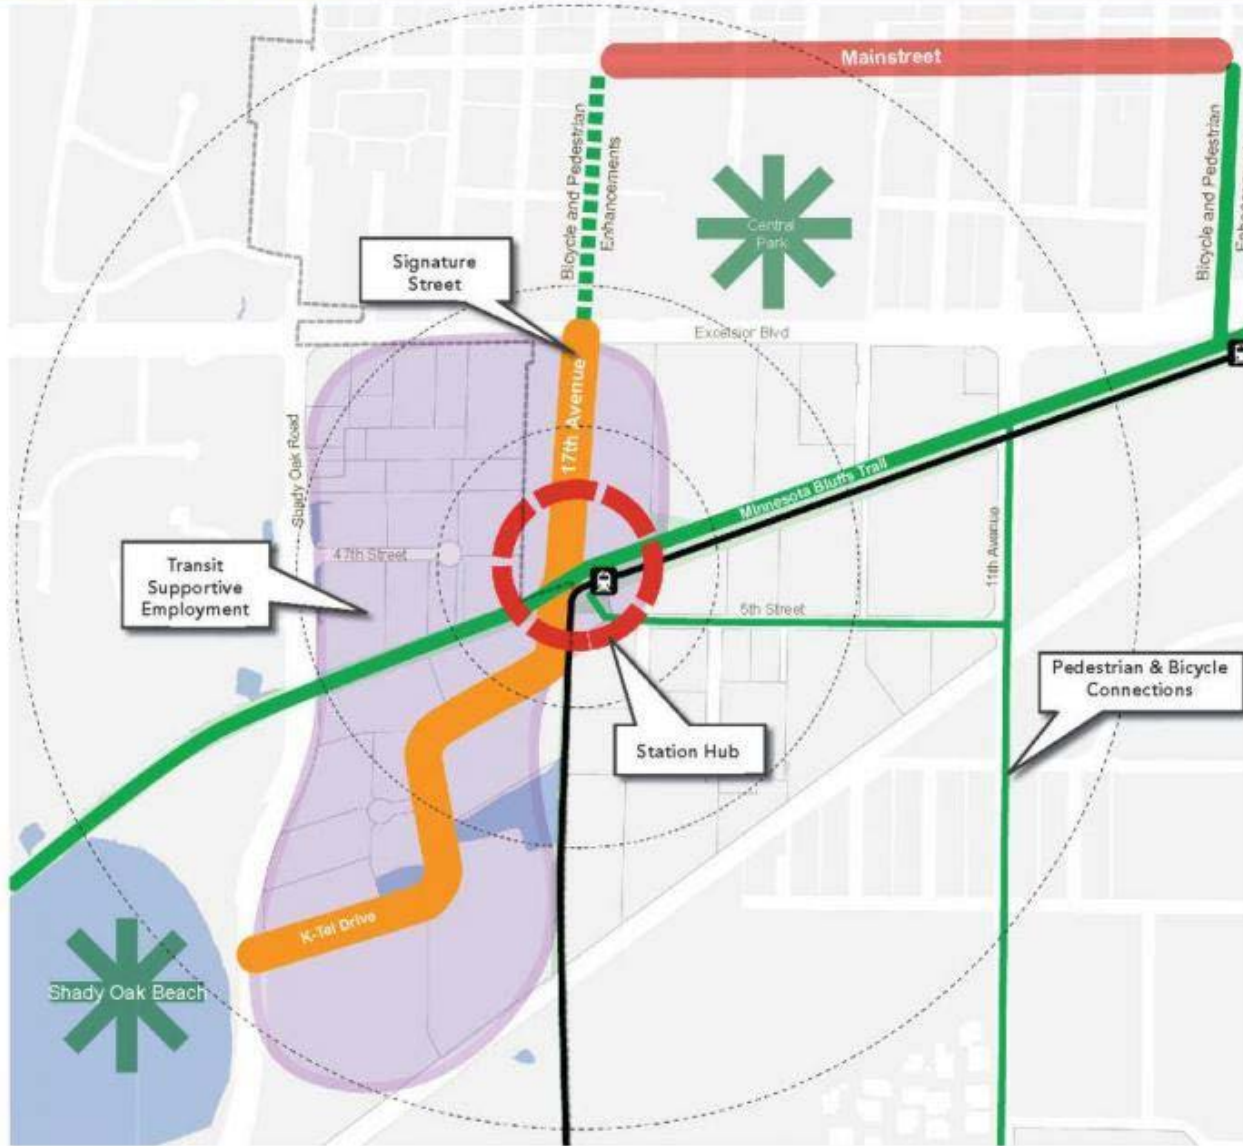 Mainstreet
Bicycle and Pedestrian
Enhancements
Bicycle and Pedestrian
Central
Park
Signature
Street
Excelsior Blvd
17th Avenue
Shady Oak Road
Minnesota Bluffs Trail
47th Street
11th Avenue
Transit
Supportive
Employment
5th Street
Pedestrian & Bicycle
Connections
Station Hub
K-Tel Drive
Shady Oak Beach